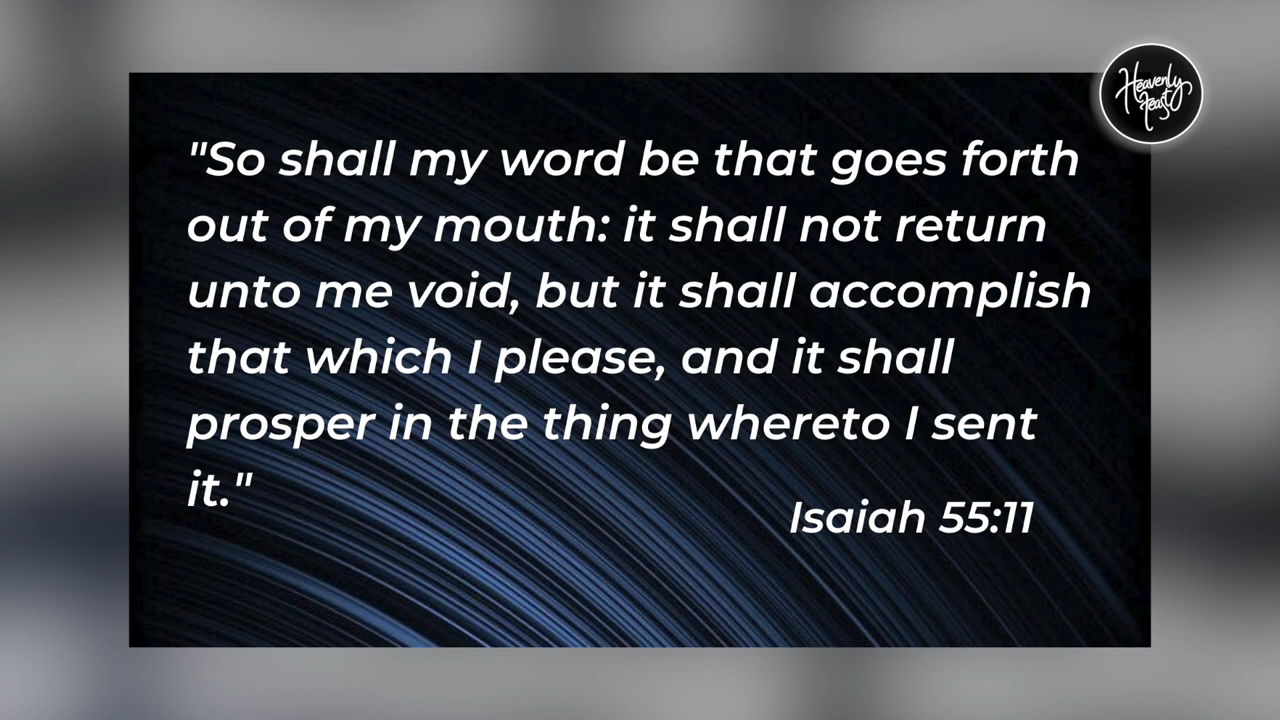 Heavenly
Feast
"So shall my word be that goes forth
out of my mouth: it shall not return
unto me void, but it shall accomplish
that which I please, and it shall
prosper in the thing whereto I sent
it."
Isaiah 55:11